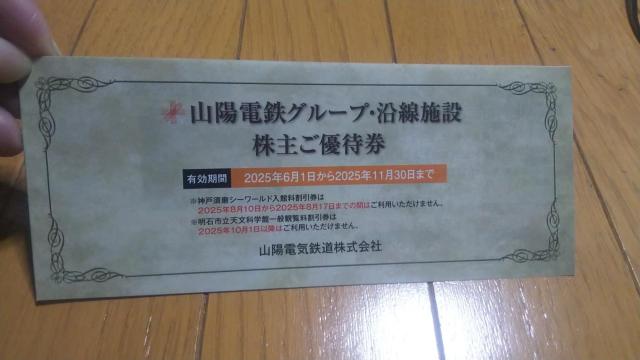 山陽電鉄グループ・沿線施設
株主ご優待券
有効期間 2025年6月1日から2025年11月30日まで
※神戸須磨シーワールド入館料割引券は
2025年8月10日から2025年8月17日までの間はご利用いただけません。
※明石市立天文科学館一般観覧料割引券は
2025年10月1日以降はご利用いただけません。
山陽電気鉄道株式会社